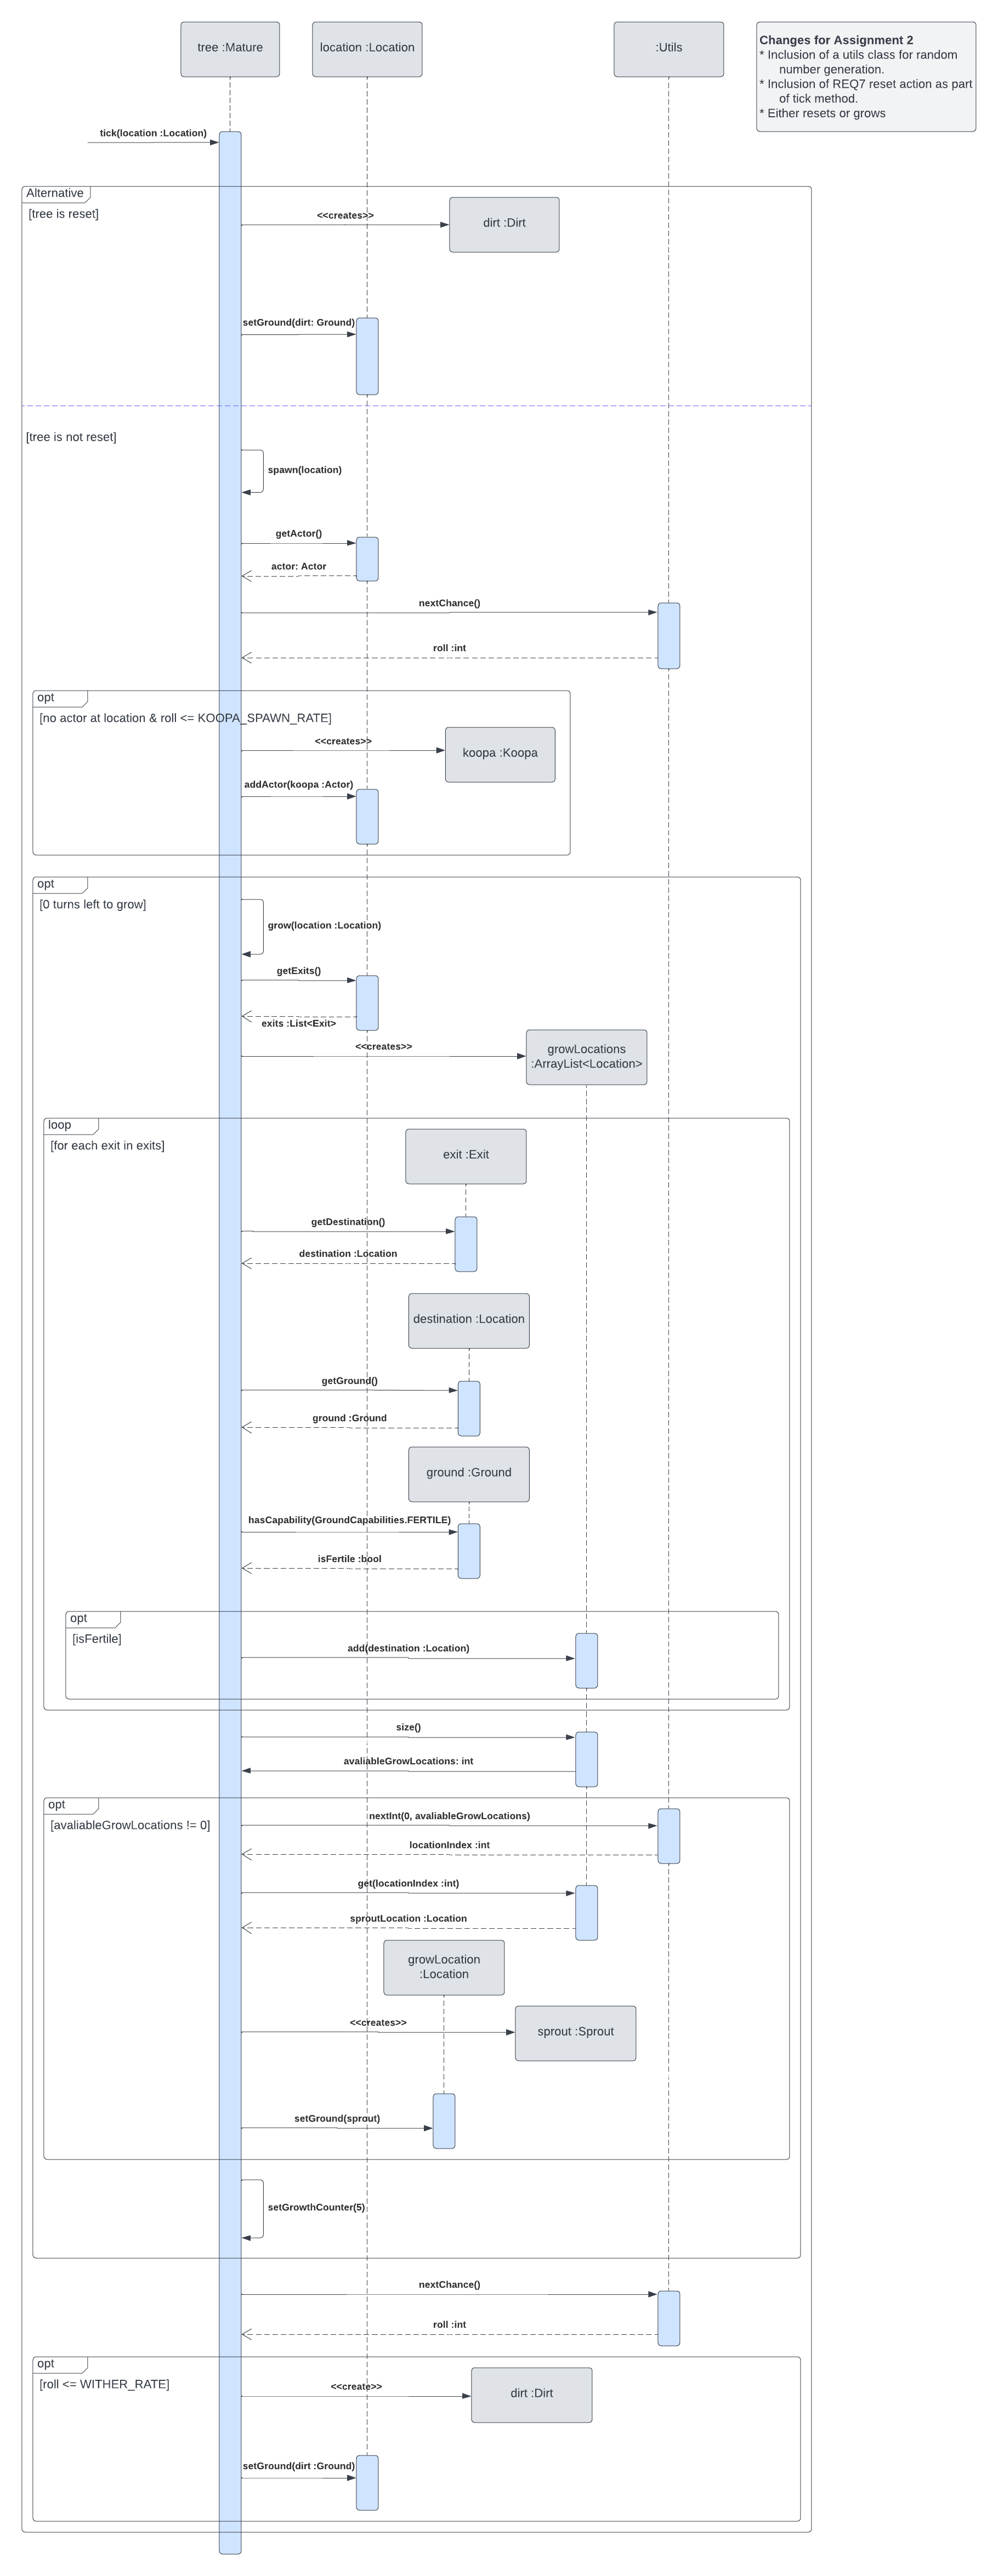 tree :Mature
location :Location
:Utils
Changes for Assignment 2
* Inclusion of a utils class for random
number generation.
* Inclusion of REQ7 reset action as part
of tick method.
* Either resets or grows
tick(location :Location)
Alternative
[tree is reset]
<<creates>>
dirt :Dirt
setGround(dirt: Ground)
[tree is not reset]
spawn(location)
getActor()
actor: Actor
nextChance()
roll :int
opt
[no actor at location & roll <= KOOPA_SPAWN_RATE]
<<creates>>
koopa :Koopa
addActor(koopa :Actor)
opt
[0 turns left to grow]
grow(location :Location)
getExits()
exits :List<Exit>
<<creates>>
growLocations
:ArrayList<Location>
loop
[for each exit in exits]
exit :Exit
getDestination()
destination :Location
destination :Location
getGround()
ground :Ground
ground :Ground
hasCapability(GroundCapabilities.FERTILE)
isFertile :bool
opt
[isFertile]
add(destination :Location)
size()
avaliableGrowLocations: int
opt
[avaliableGrowLocations != 0]
nextInt(0, avaliableGrowLocations)
locationIndex :int
get(locationIndex :int)
sproutLocation :Location
growLocation
:Location
<<creates>>
sprout :Sprout
setGround(sprout)
setGrowthCounter(5)
nextChance()
roll :int
opt
[roll <= WITHER_RATE]
<<create>>
dirt :Dirt
setGround(dirt :Ground)